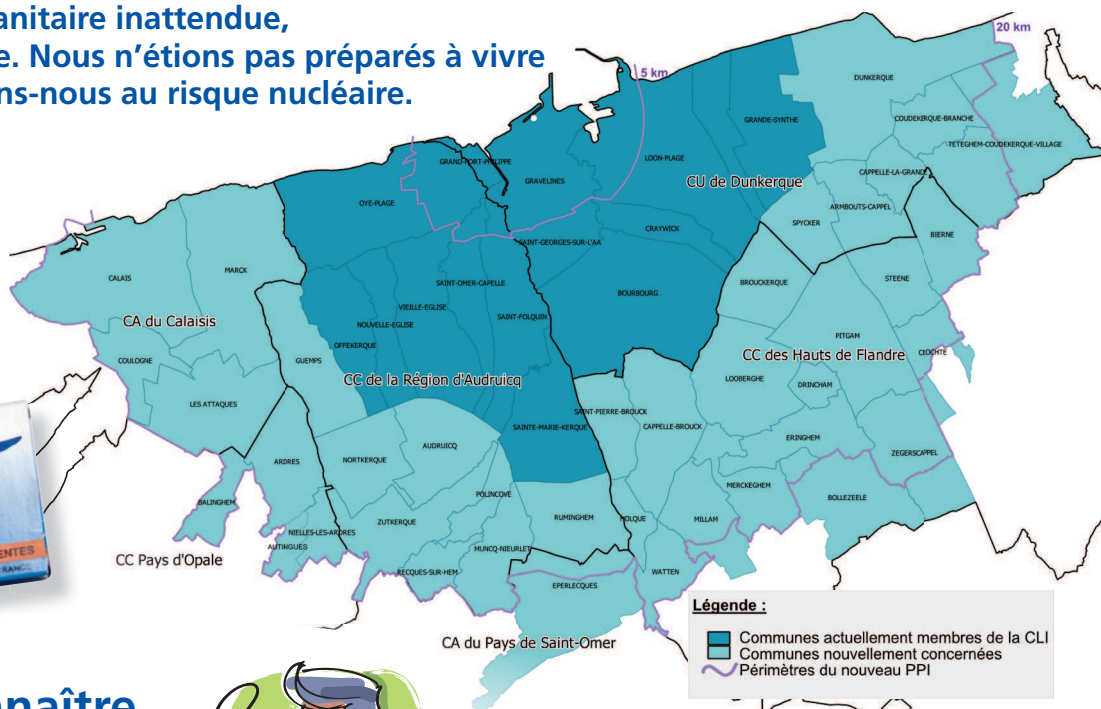 anitaire inattendue,
e. Nous n'étions pas préparés à vivre
ns-nous au risque nucléaire.
20 km
5 km
DUNKERQUE
GRANDE-SYNTHE
COUDEKERQUE-BRANCHE
TETEGHEM-COUDEKERQUE-VILLAGE
GRAND-FORT-PHILIPPE
LOON-PLAGE
GRAVELINES
CAPPELLE-LA-GRANDE
CU de Dunkerque
OYE-PLAGE
ARMBOUTS-CAPPEL
SPYCKER
CRAYWICK
BIERNE
SAINT-GEORGES-SUR-L'AA
MARCK
CALAIS
STEENE
SAINT-OMER-CAPELLE
BROUCKERQUE
BOURBOURG
VIEILLE-EGLISE
SAINT-FOLQUIN
CA du Calaisis
NOUVELLE-EGLISE
PITGAM
OFFEKERQUE
CC des Hauts de Flandre
CROCHTE
COULOGNE
GUEMPS
CC de la Région d'Audruicq
LOOBERGHE
DRINCHAM
LES ATTAQUES
SAINT-PIERRE-BROUCK
SAINTE-MARIE-KERQUE
CAPPELLE-BROUCK
ERINGHEM
AUDRUICQ
NORTKERQUE
ZEGERSCAPPEL
ARDRES
MERCKEGHEM
POLINCOVE
BOLLEZEELE
BALINGHEM
RUMINGHEM
HOLQUE
MILLAM
ZUTKERQUE
NIELLES-LES-ARDRES
AUTINGUES
MUNCQ-NIEURLET
ENTES
RANCE
CC Pays d'Opale
RECQUES-SUR-HEM
WATTEN
EPERLECQUES
CA du Pays de Saint-Omer
Légende :
Communes actuellement membres de la CLI
Communes nouvellement concernées
Périmètres du nouveau PPI
naître